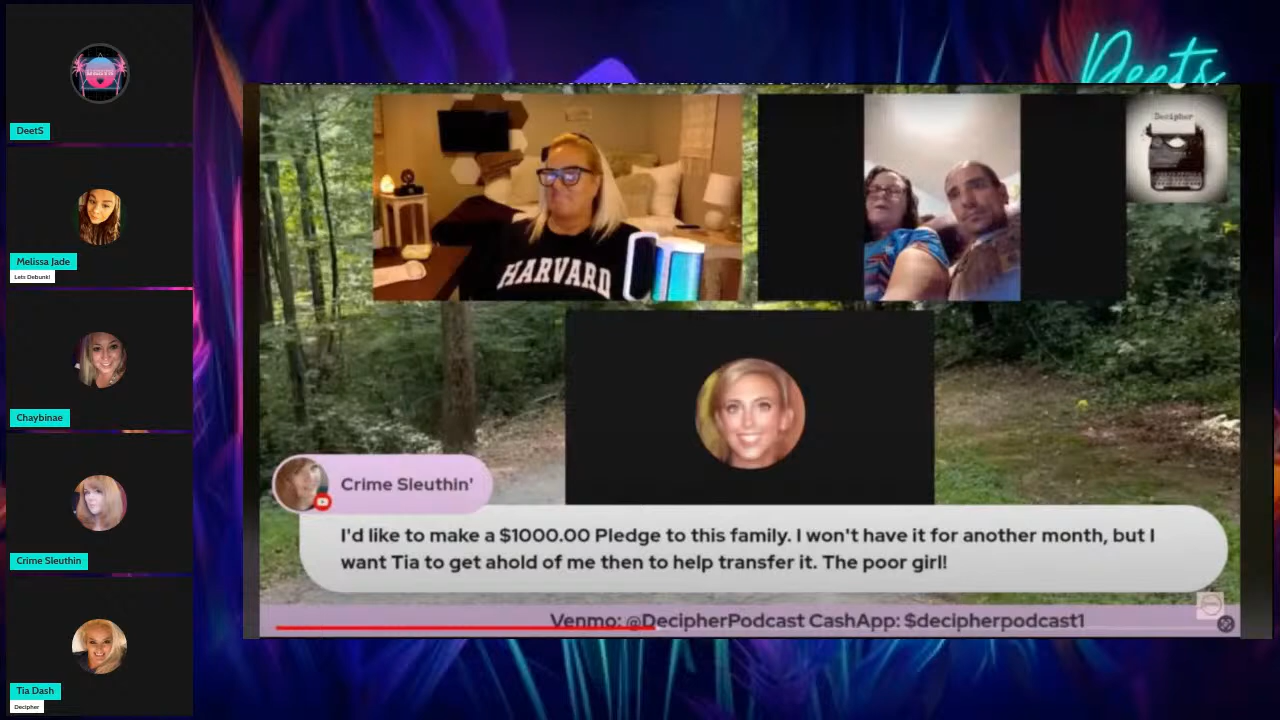 DeetS
Melissa Jade
Lets Debunk!
Chaybinae
Crime Sleuthin
Tia Dash
Decipher
Deets
Decipher
HARVARD
Crime Sleuthin'
I'd like to make a $1000.00 Pledge to this family. I won't have it for another month, but I
want Tia to get ahold of me then to help transfer it. The poor girl!
Venmo: @DecipherPodcast CashApp: $decipherpodcast1